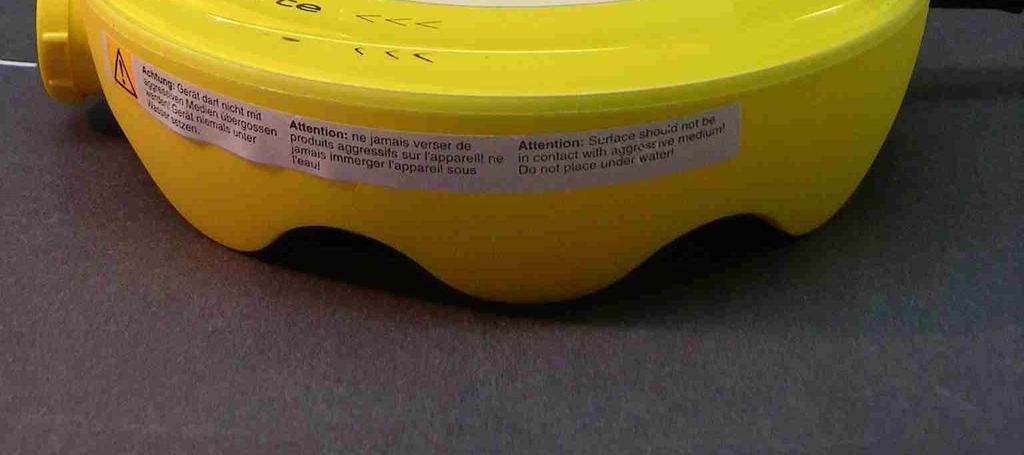 te <<<
- <<<
Achtung: Gerät darf nicht mit
aggressiven Medien übergossen
werden! Gerät niemals unter
Wasser setzen.
Attention: ne jamais verser de
produits aggressifs sur l'appareil! ne
jamais immerger l'appareil sous
l'eau!
Attention: Surface should not be
in contact with aggressive medium!
Do not place under water!